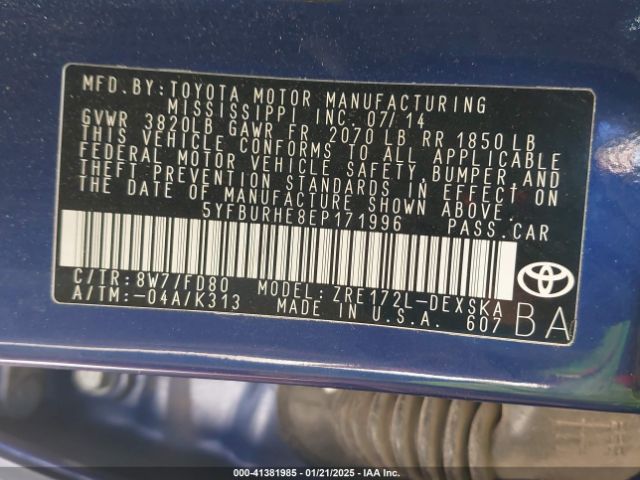 MFD.BY: TOYOTA MOTOR MANUFACTURING
MISSISSIPPI INC. 07/14
GVWR 3820LB GAWR FR 2070 LB RR 1850 LB
THIS VEHICLE CONFORMS TO ALL APPLICABLE
FEDERAL MOTOR VEHICLE SAFETY, BUMPER AND
THEFT PREVENTION STANDARDS IN EFFECT ON
THE DATE OF MANUFACTURE SHOWN ABOVE.
5YFBURHE8EP171996 PASS.CAR
C/TR: 8W7/FD80 MODEL: ZRE172L-DEXSKA
A/TM: -04A/K313 MADE IN U.S.A. 607
TOYOTA
BA
000-41381985 - 01/21/2025 - IAA Inc.